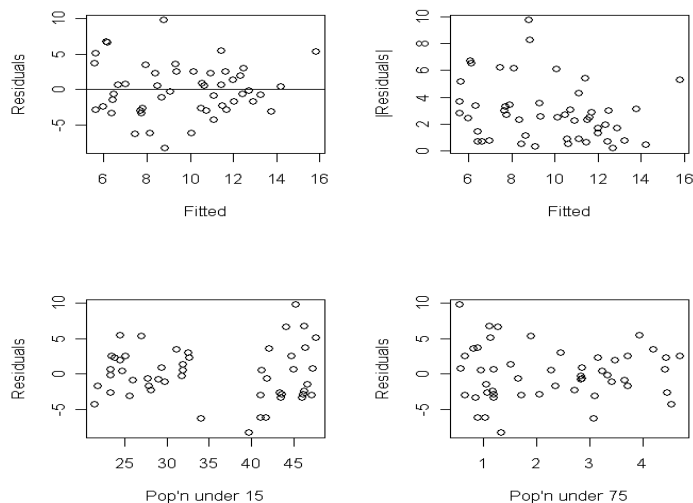 Residuals
10
5
0
-5
6 8 10 12 14 16
Fitted
|Residuals|
10
8
6
4
2
0
6 8 10 12 14 16
Fitted
Residuals
10
5
0
-5
25 30 35 40 45
Pop'n under 15
Residuals
10
5
0
-5
1 2 3 4
Pop'n under 75